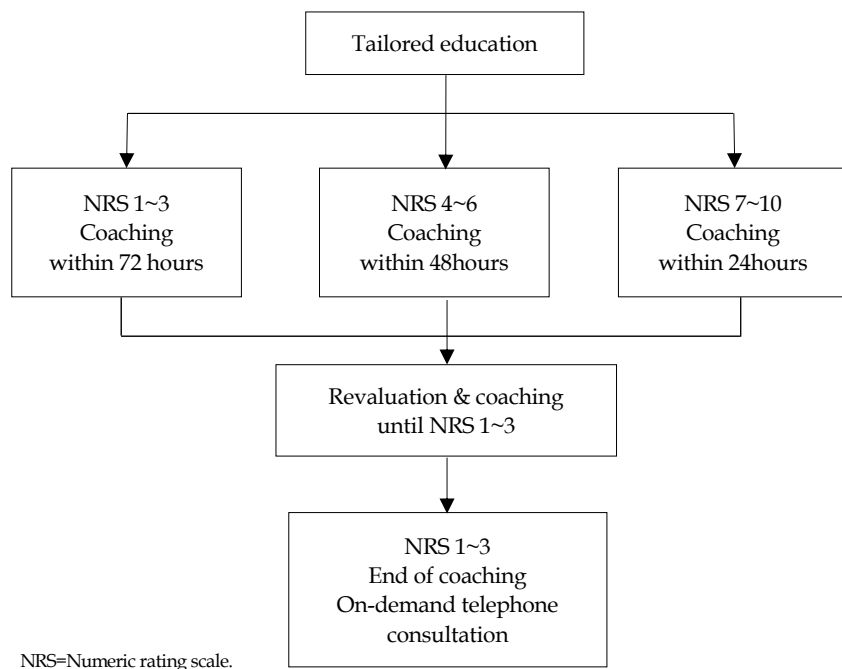 Tailored education
NRS 1~3
Coaching
within 72 hours
NRS 4~6
Coaching
within 48hours
NRS 7~10
Coaching
within 24hours
Revaluation & coaching
until NRS 1~3
NRS 1~3
End of coaching
On-demand telephone
consultation
NRS=Numeric rating scale.